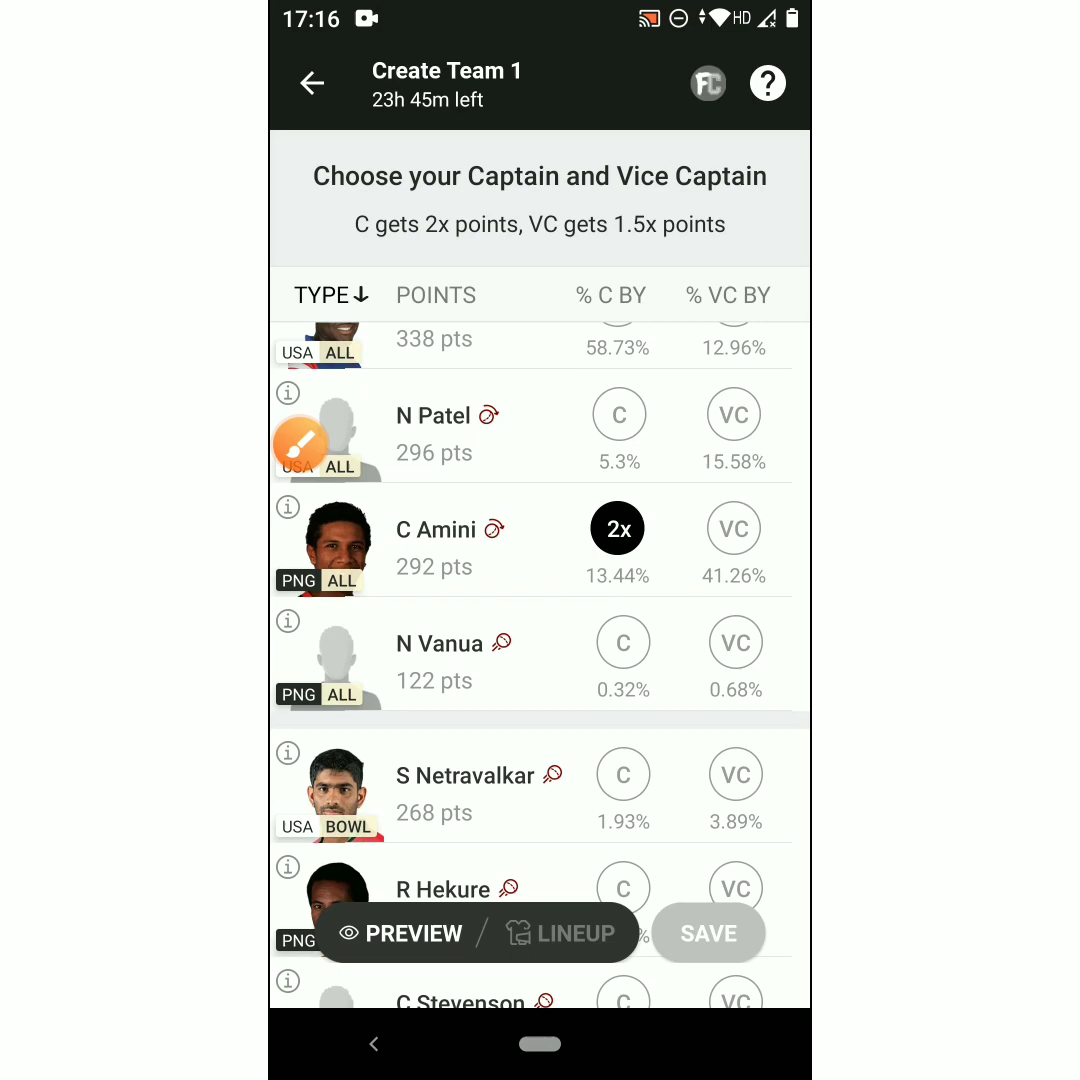 17:16 HD
Create Team 1
23h 45m left
FC ?
Choose your Captain and Vice Captain
C gets 2x points, VC gets 1.5x points
TYPE POINTS % C BY % VC BY
338 pts
58.73% 12.96%
USA ALL
N Patel C VC
296 pts 5.3% 15.58%
USA ALL
C Amini 2x VC
292 pts 13.44% 41.26%
PNG ALL
N Vanua C VC
122 pts 0.32% 0.68%
PNG ALL
S Netravalkar C VC
268 pts 1.93% 3.89%
USA BOWL
R Hekure C VC
PNG PREVIEW / LINEUP % SAVE
C Stevenson C VC